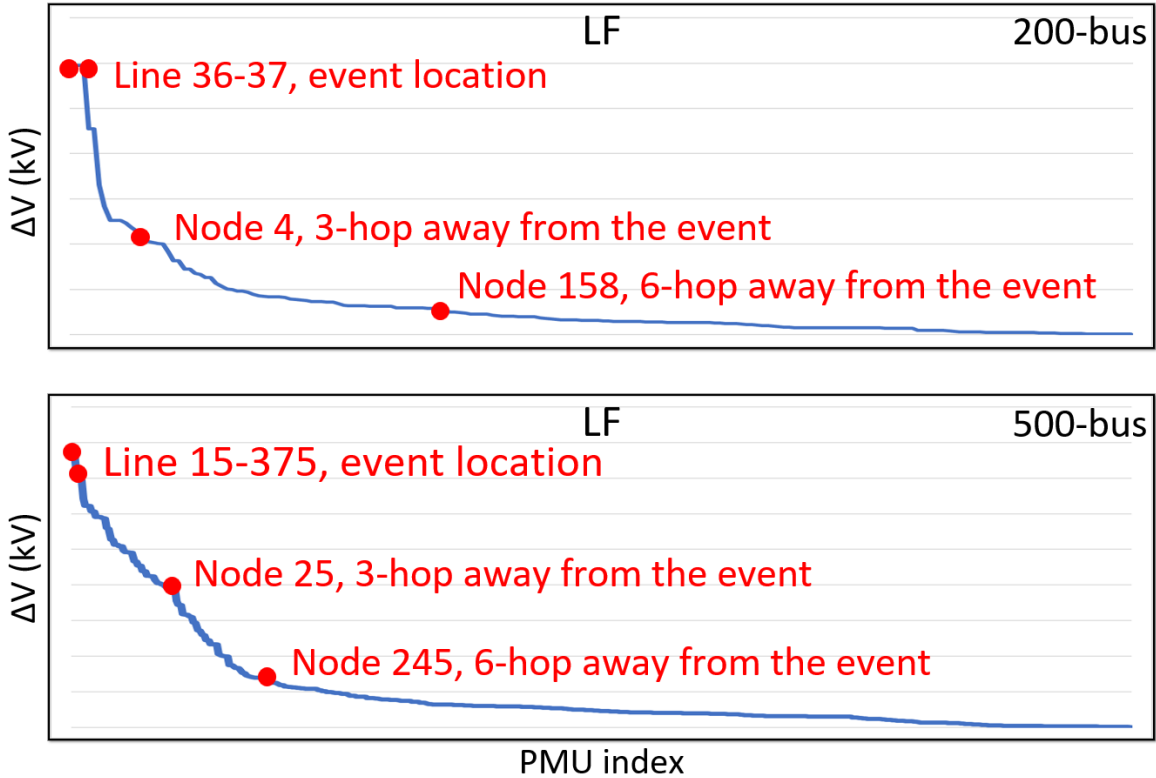 LF
200-bus
Line 36-37, event location
ΔV (kV)
Node 4, 3-hop away from the event
Node 158, 6-hop away from the event
LF
500-bus
Line 15-375, event location
ΔV (kV)
Node 25, 3-hop away from the event
Node 245, 6-hop away from the event
PMU index